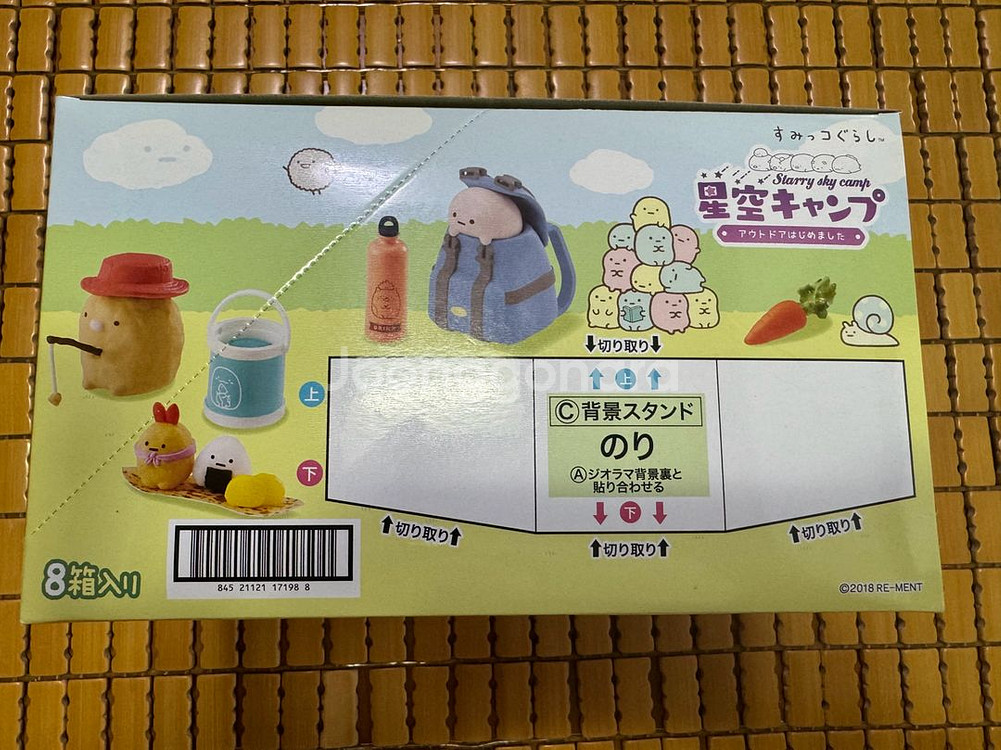 すみっコぐらし™
Starry sky camp
星空キャンプ
アウトドアはじめました
DRINK
↓切り取り↓
Joongonara
上
↑上↑
Ⓒ背景スタンド
のり
Ⓐジオラマ背景裏と
貼り合わせる
下
↓下↓
↑切り取り↑
↑切り取り↑
↑切り取り↑
845 21121 17198 8
8箱入り
©2018 RE-MENT